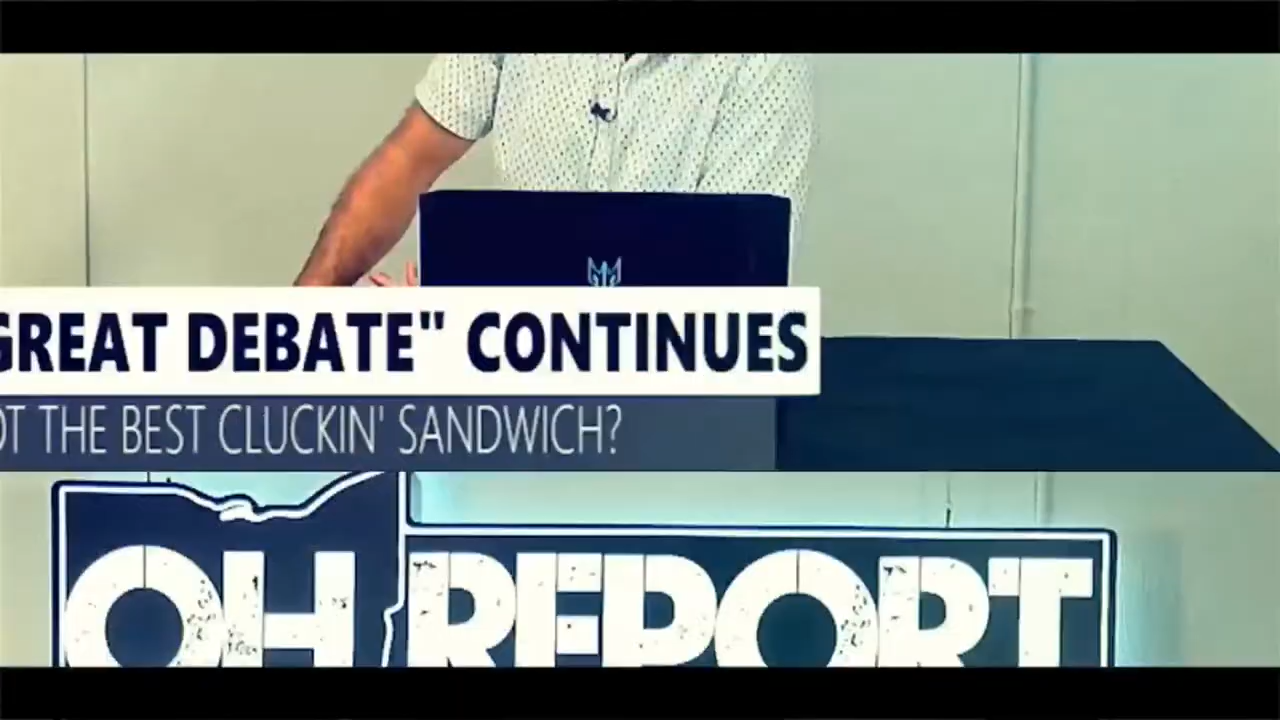 GREAT DEBATE" CONTINUES
THE BEST CLUCKIN' SANDWICH?
OH REPORT